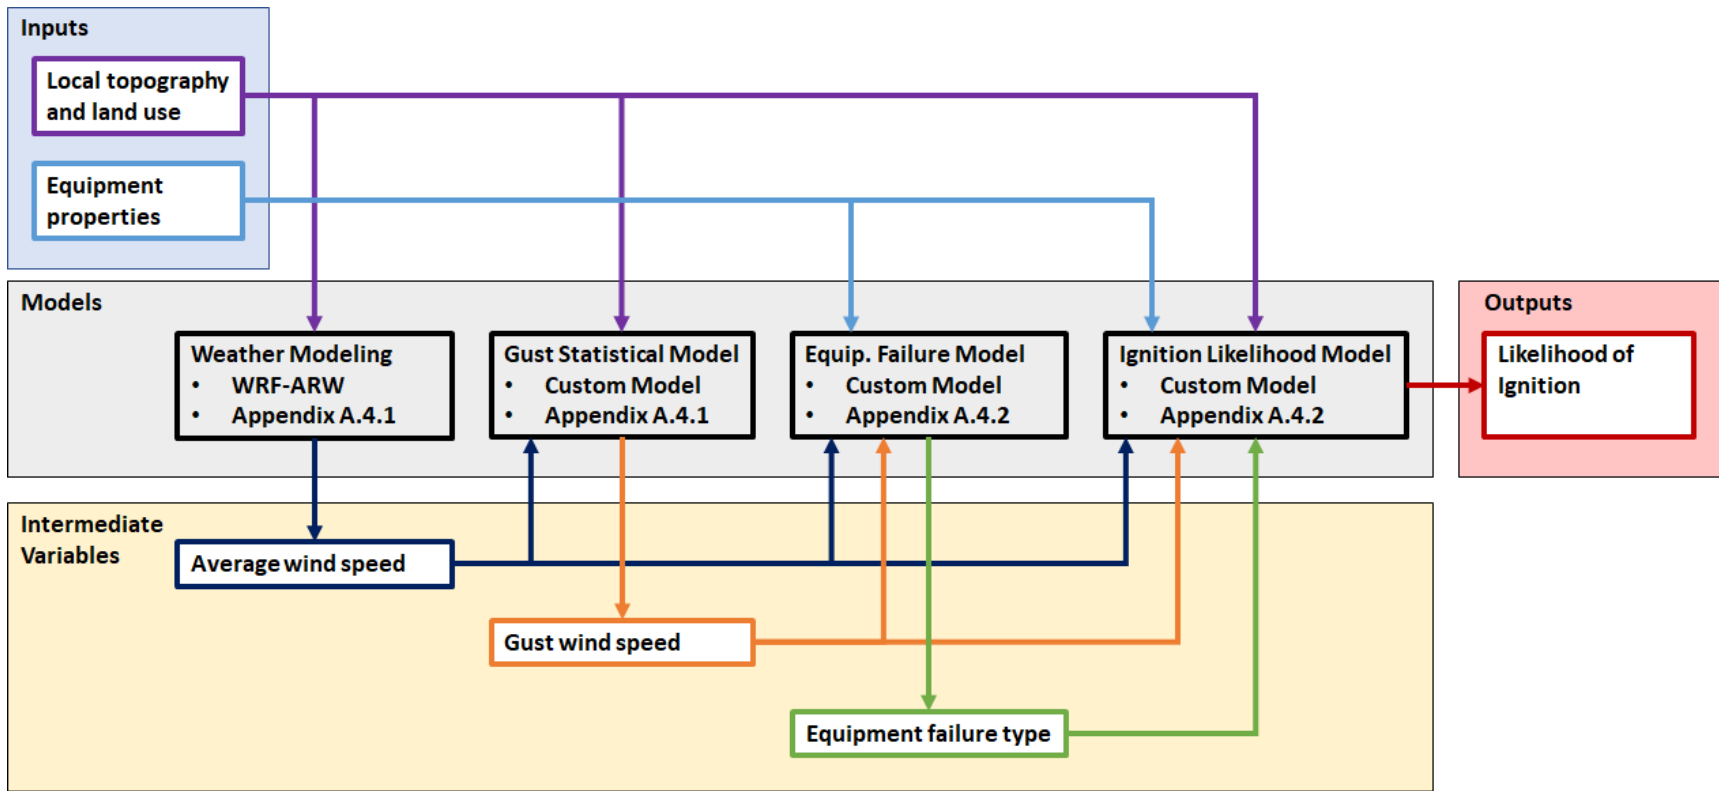 Inputs
Local topography
and land use
Equipment
properties
Models
Weather Modeling
• WRF-ARW
• Appendix A.4.1
Gust Statistical Model
• Custom Model
• Appendix A.4.1
Equip. Failure Model
• Custom Model
• Appendix A.4.2
Ignition Likelihood Model
• Custom Model
• Appendix A.4.2
Outputs
Likelihood of
Ignition
Intermediate
Variables
Average wind speed
Gust wind speed
Equipment failure type